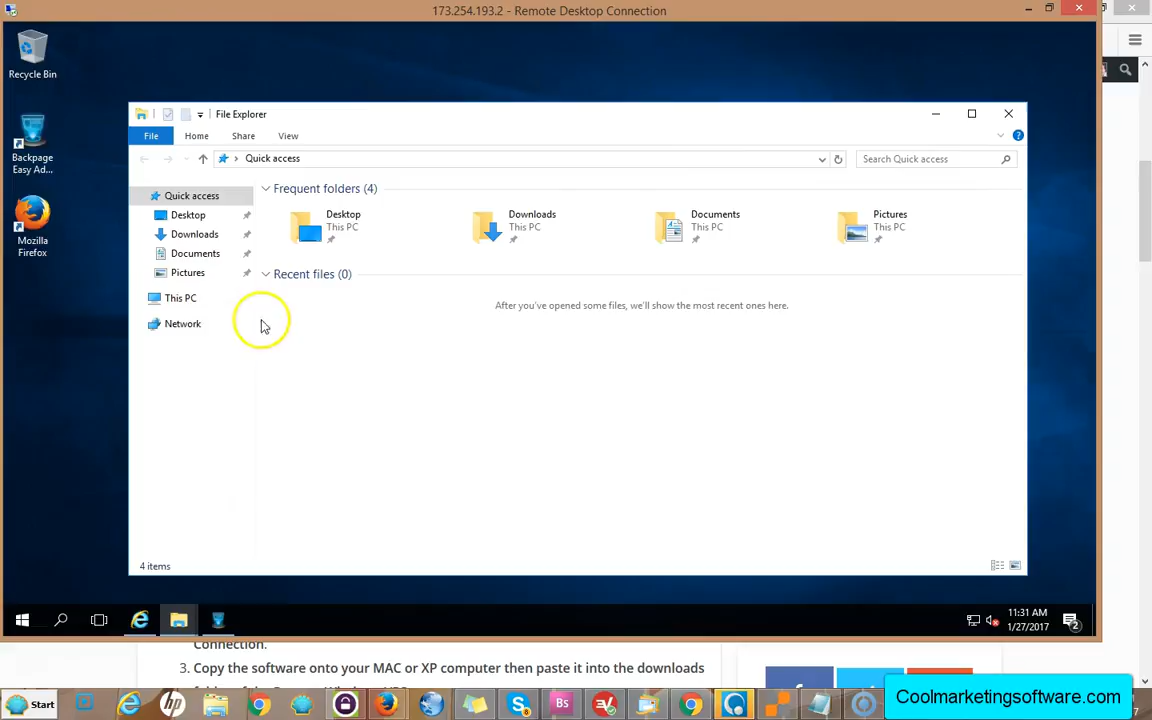 173.254.193.2 - Remote Desktop Connection
Recycle Bin
Backpage
Easy Ad...
Mozilla
Firefox
File Explorer
File Home Share View
Quick access
Search Quick access
Quick access
Desktop
Downloads
Documents
Pictures
This PC
Network
Frequent folders (4)
Desktop
This PC
Downloads
This PC
Documents
This PC
Pictures
This PC
Recent files (0)
After you've opened some files, we'll show the most recent ones here.
4 items
11:31 AM
1/27/2017
2
Connection.
3. Copy the software onto your MAC or XP computer then paste it into the downloads
Start
Bs
Coolmarketingsoftware.com